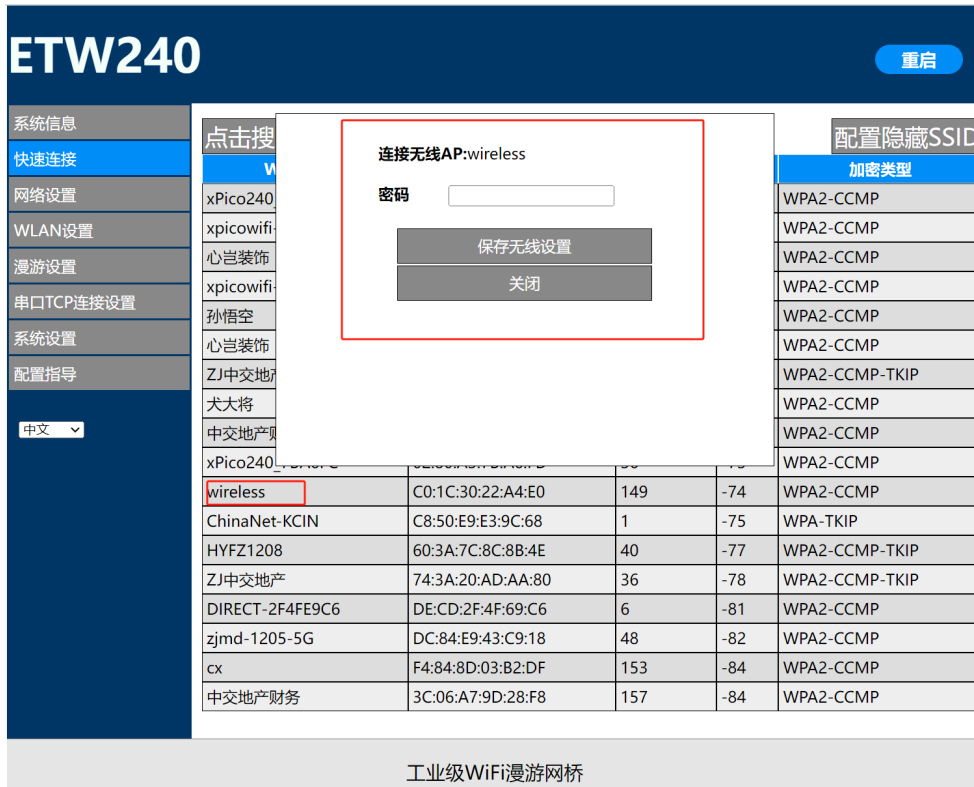 ETW240
重启
系统信息
快速连接
网络设置
WLAN设置
漫游设置
串口TCP连接设置
系统设置
配置指导
中文
点击搜
配置隐藏SSID
连接无线AP:wireless
密码
保存无线设置
关闭
W 加密类型
xPico240_ WPA2-CCMP
xpicowifi- WPA2-CCMP
心岂装饰 WPA2-CCMP
xpicowifi- WPA2-CCMP
孙悟空 WPA2-CCMP
心岂装饰 WPA2-CCMP
ZJ中交地产 WPA2-CCMP-TKIP
犬大将 WPA2-CCMP
中交地产财 WPA2-CCMP
xPico240_ WPA2-CCMP
wireless C0:1C:30:22:A4:E0 149 -74 WPA2-CCMP
ChinaNet-KCIN C8:50:E9:E3:9C:68 1 -75 WPA-TKIP
HYFZ1208 60:3A:7C:8C:8B:4E 40 -77 WPA2-CCMP-TKIP
ZJ中交地产 74:3A:20:AD:AA:80 36 -78 WPA2-CCMP-TKIP
DIRECT-2F4FE9C6 DE:CD:2F:4F:69:C6 6 -81 WPA2-CCMP
zjmd-1205-5G DC:84:E9:43:C9:18 48 -82 WPA2-CCMP
cx F4:84:8D:03:B2:DF 153 -84 WPA2-CCMP
中交地产财务 3C:06:A7:9D:28:F8 157 -84 WPA2-CCMP
工业级WiFi漫游网桥